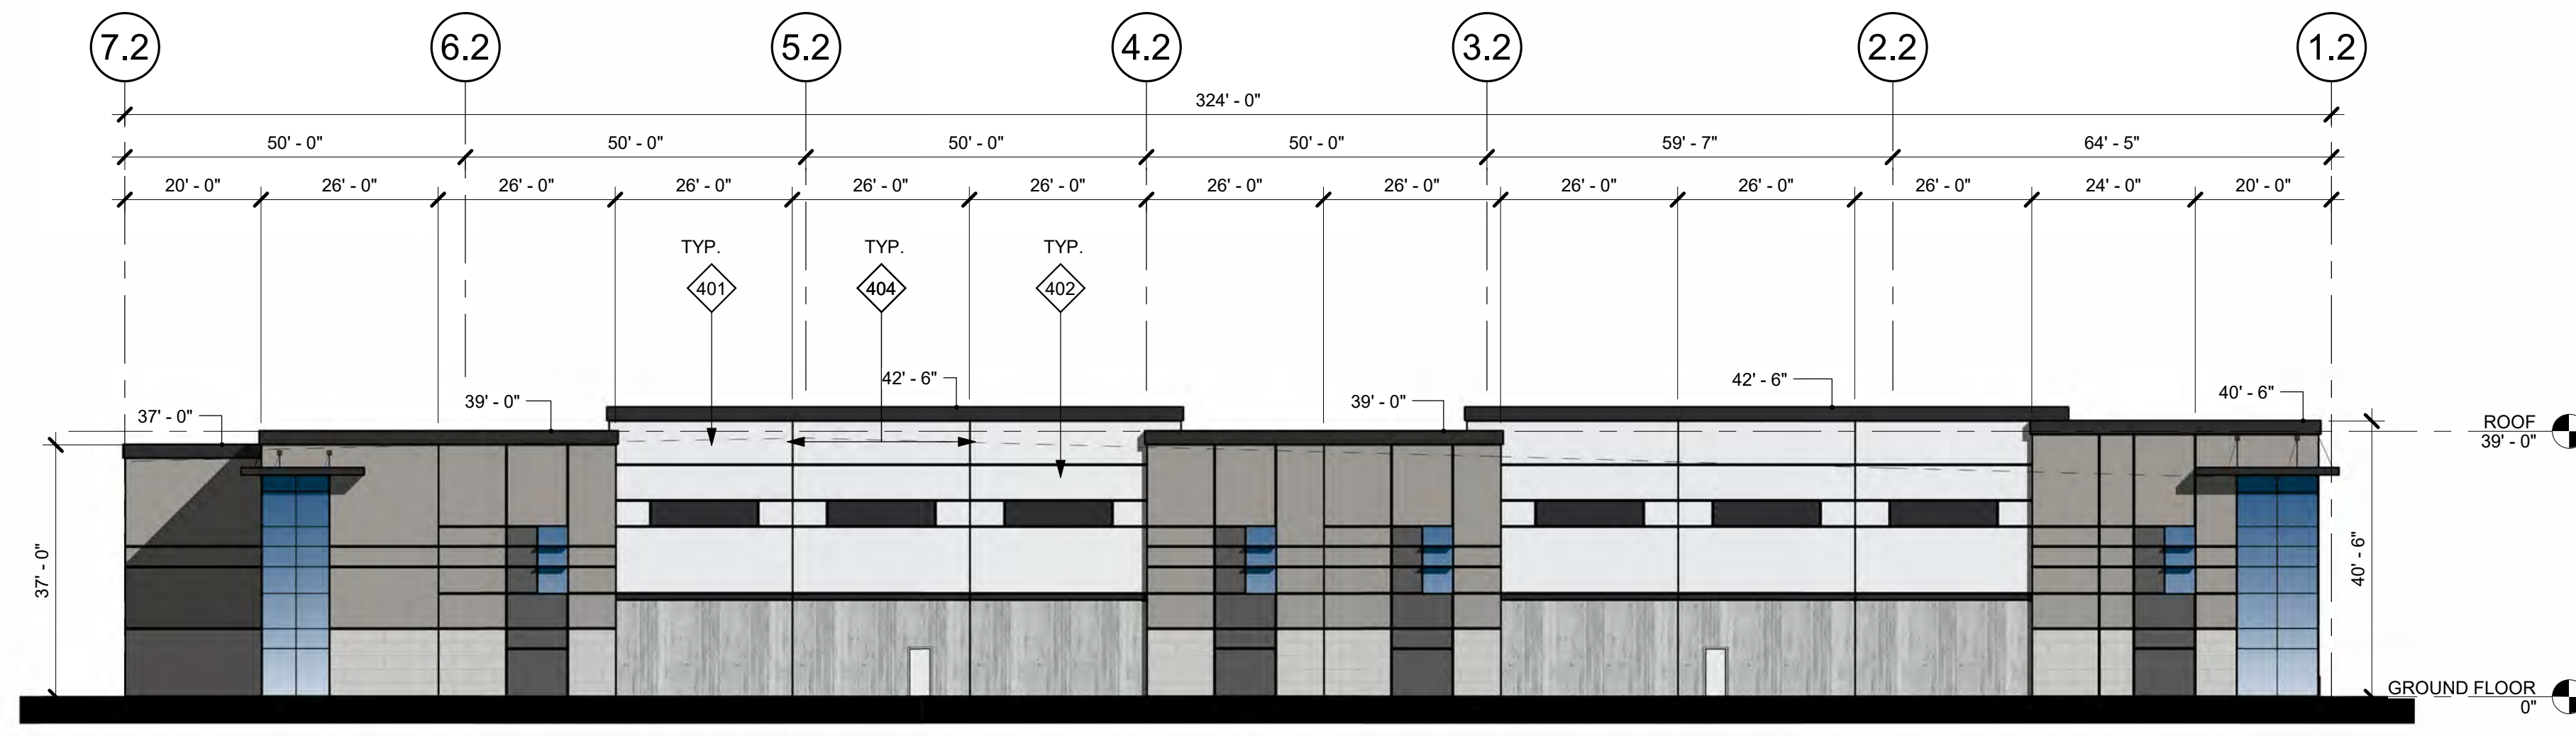 7.2 6.2 5.2 4.2 3.2 2.2 1.2
324' - 0"
50' - 0" 50' - 0" 50' - 0" 50' - 0" 59' - 7" 64' - 5"
20' - 0" 26' - 0" 26' - 0" 26' - 0" 26' - 0" 26' - 0" 26' - 0" 26' - 0" 26' - 0" 26' - 0" 26' - 0" 24' - 0" 20' - 0"
TYP. TYP. TYP.
401 404 402
42' - 6" 42' - 6"
37' - 0" 39' - 0" 39' - 0" 40' - 6"
ROOF
39' - 0"
37' - 0"
40' - 6"
GROUND FLOOR
0"